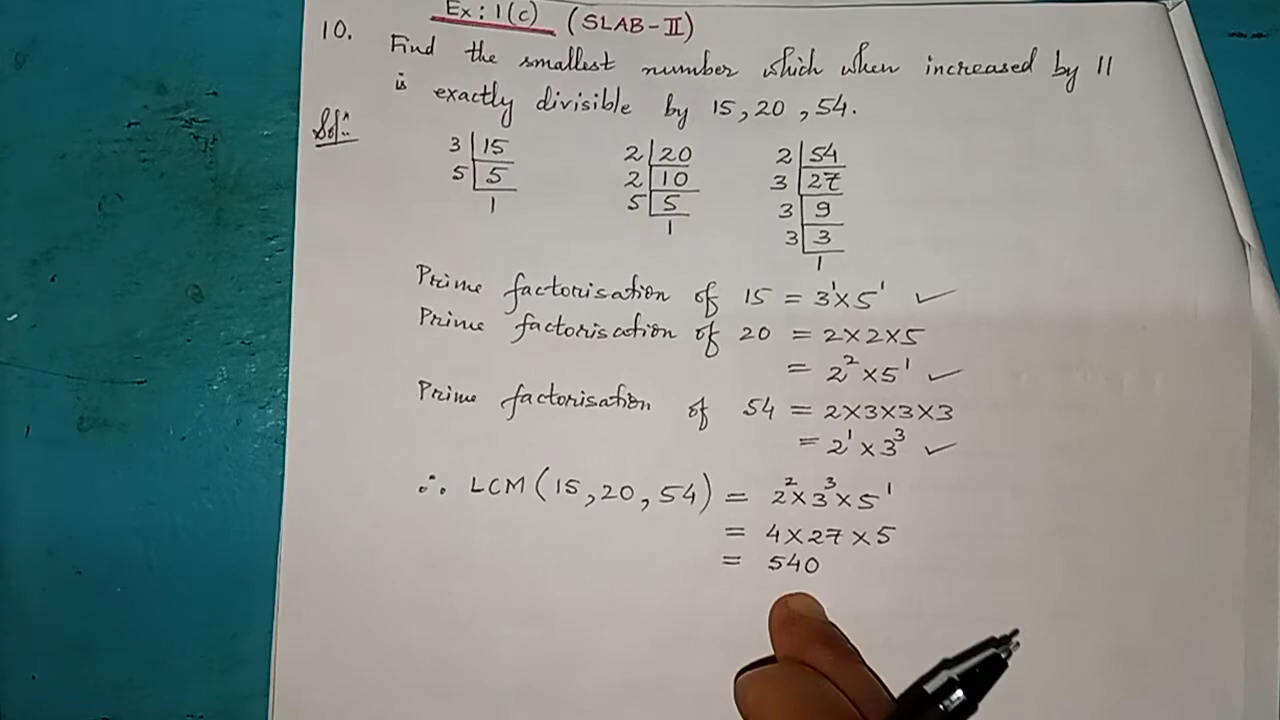 Ex: 1(c) (SLAB-II)
10. Find the smallest number which when increased by 11
is exactly divisible by 15, 20, 54.
Solⁿ:
3 | 15 2 | 20 2 | 54
5 | 5 2 | 10 3 | 27
1 5 | 5 3 | 9
1 3 | 3
1
Prime factorisation of 15 = 3¹×5¹ ✓
Prime factorisation of 20 = 2×2×5
= 2²×5¹ ✓
Prime factorisation of 54 = 2×3×3×3
= 2¹×3³ ✓
∴ LCM(15, 20, 54) = 2²×3³×5¹
= 4×27×5
= 540